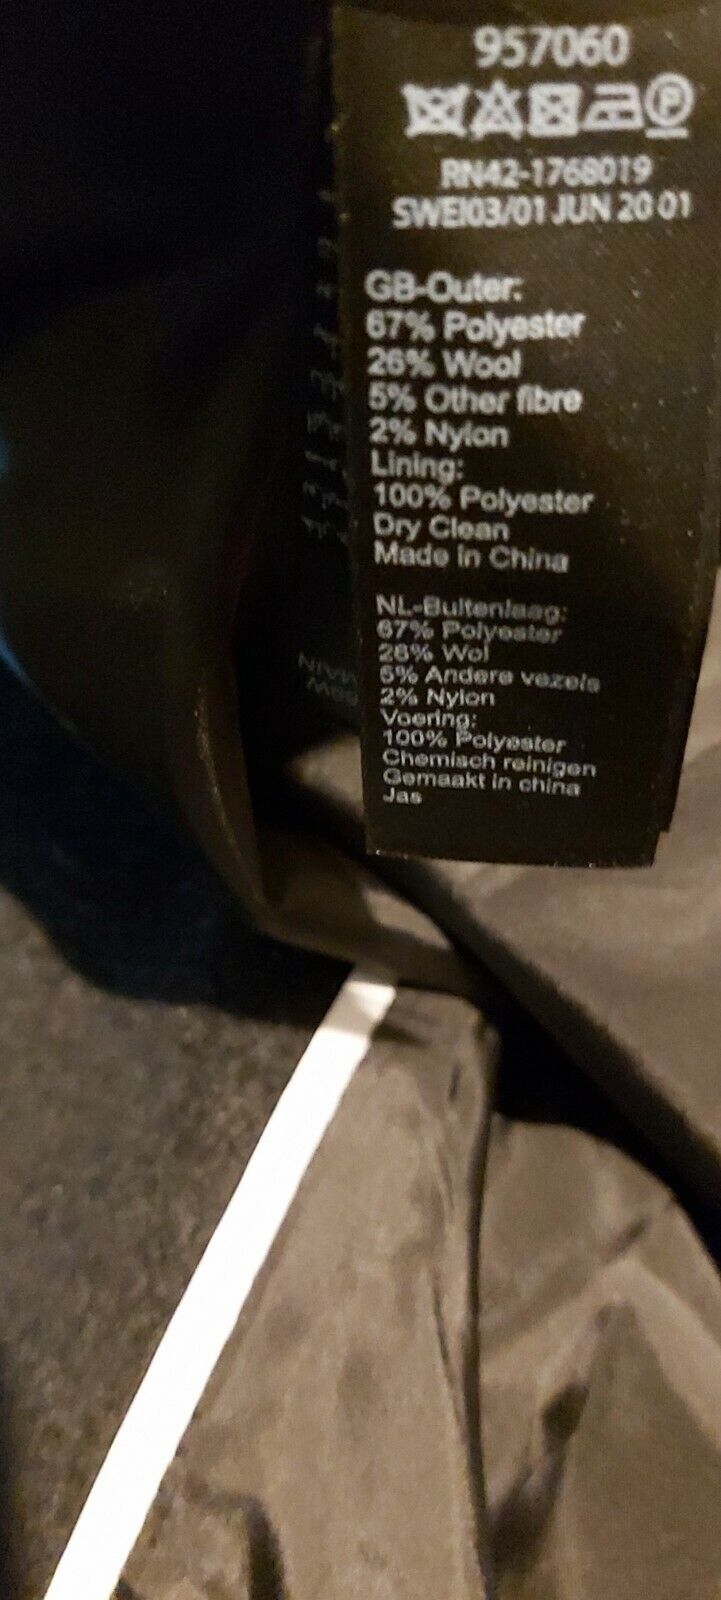 957060
RN42-1768019
SWEI03/01 JUN 20 01
GB-Outer:
67% Polyester
26% Wool
5% Other fibre
2% Nylon
Lining:
100% Polyester
Dry Clean
Made in China
NL-Buitenlaag:
67% Polyester
26% Wol
5% Andere vezels
2% Nylon
Voering:
100% Polyester
Chemisch reinigen
Gemaakt in china
Jas